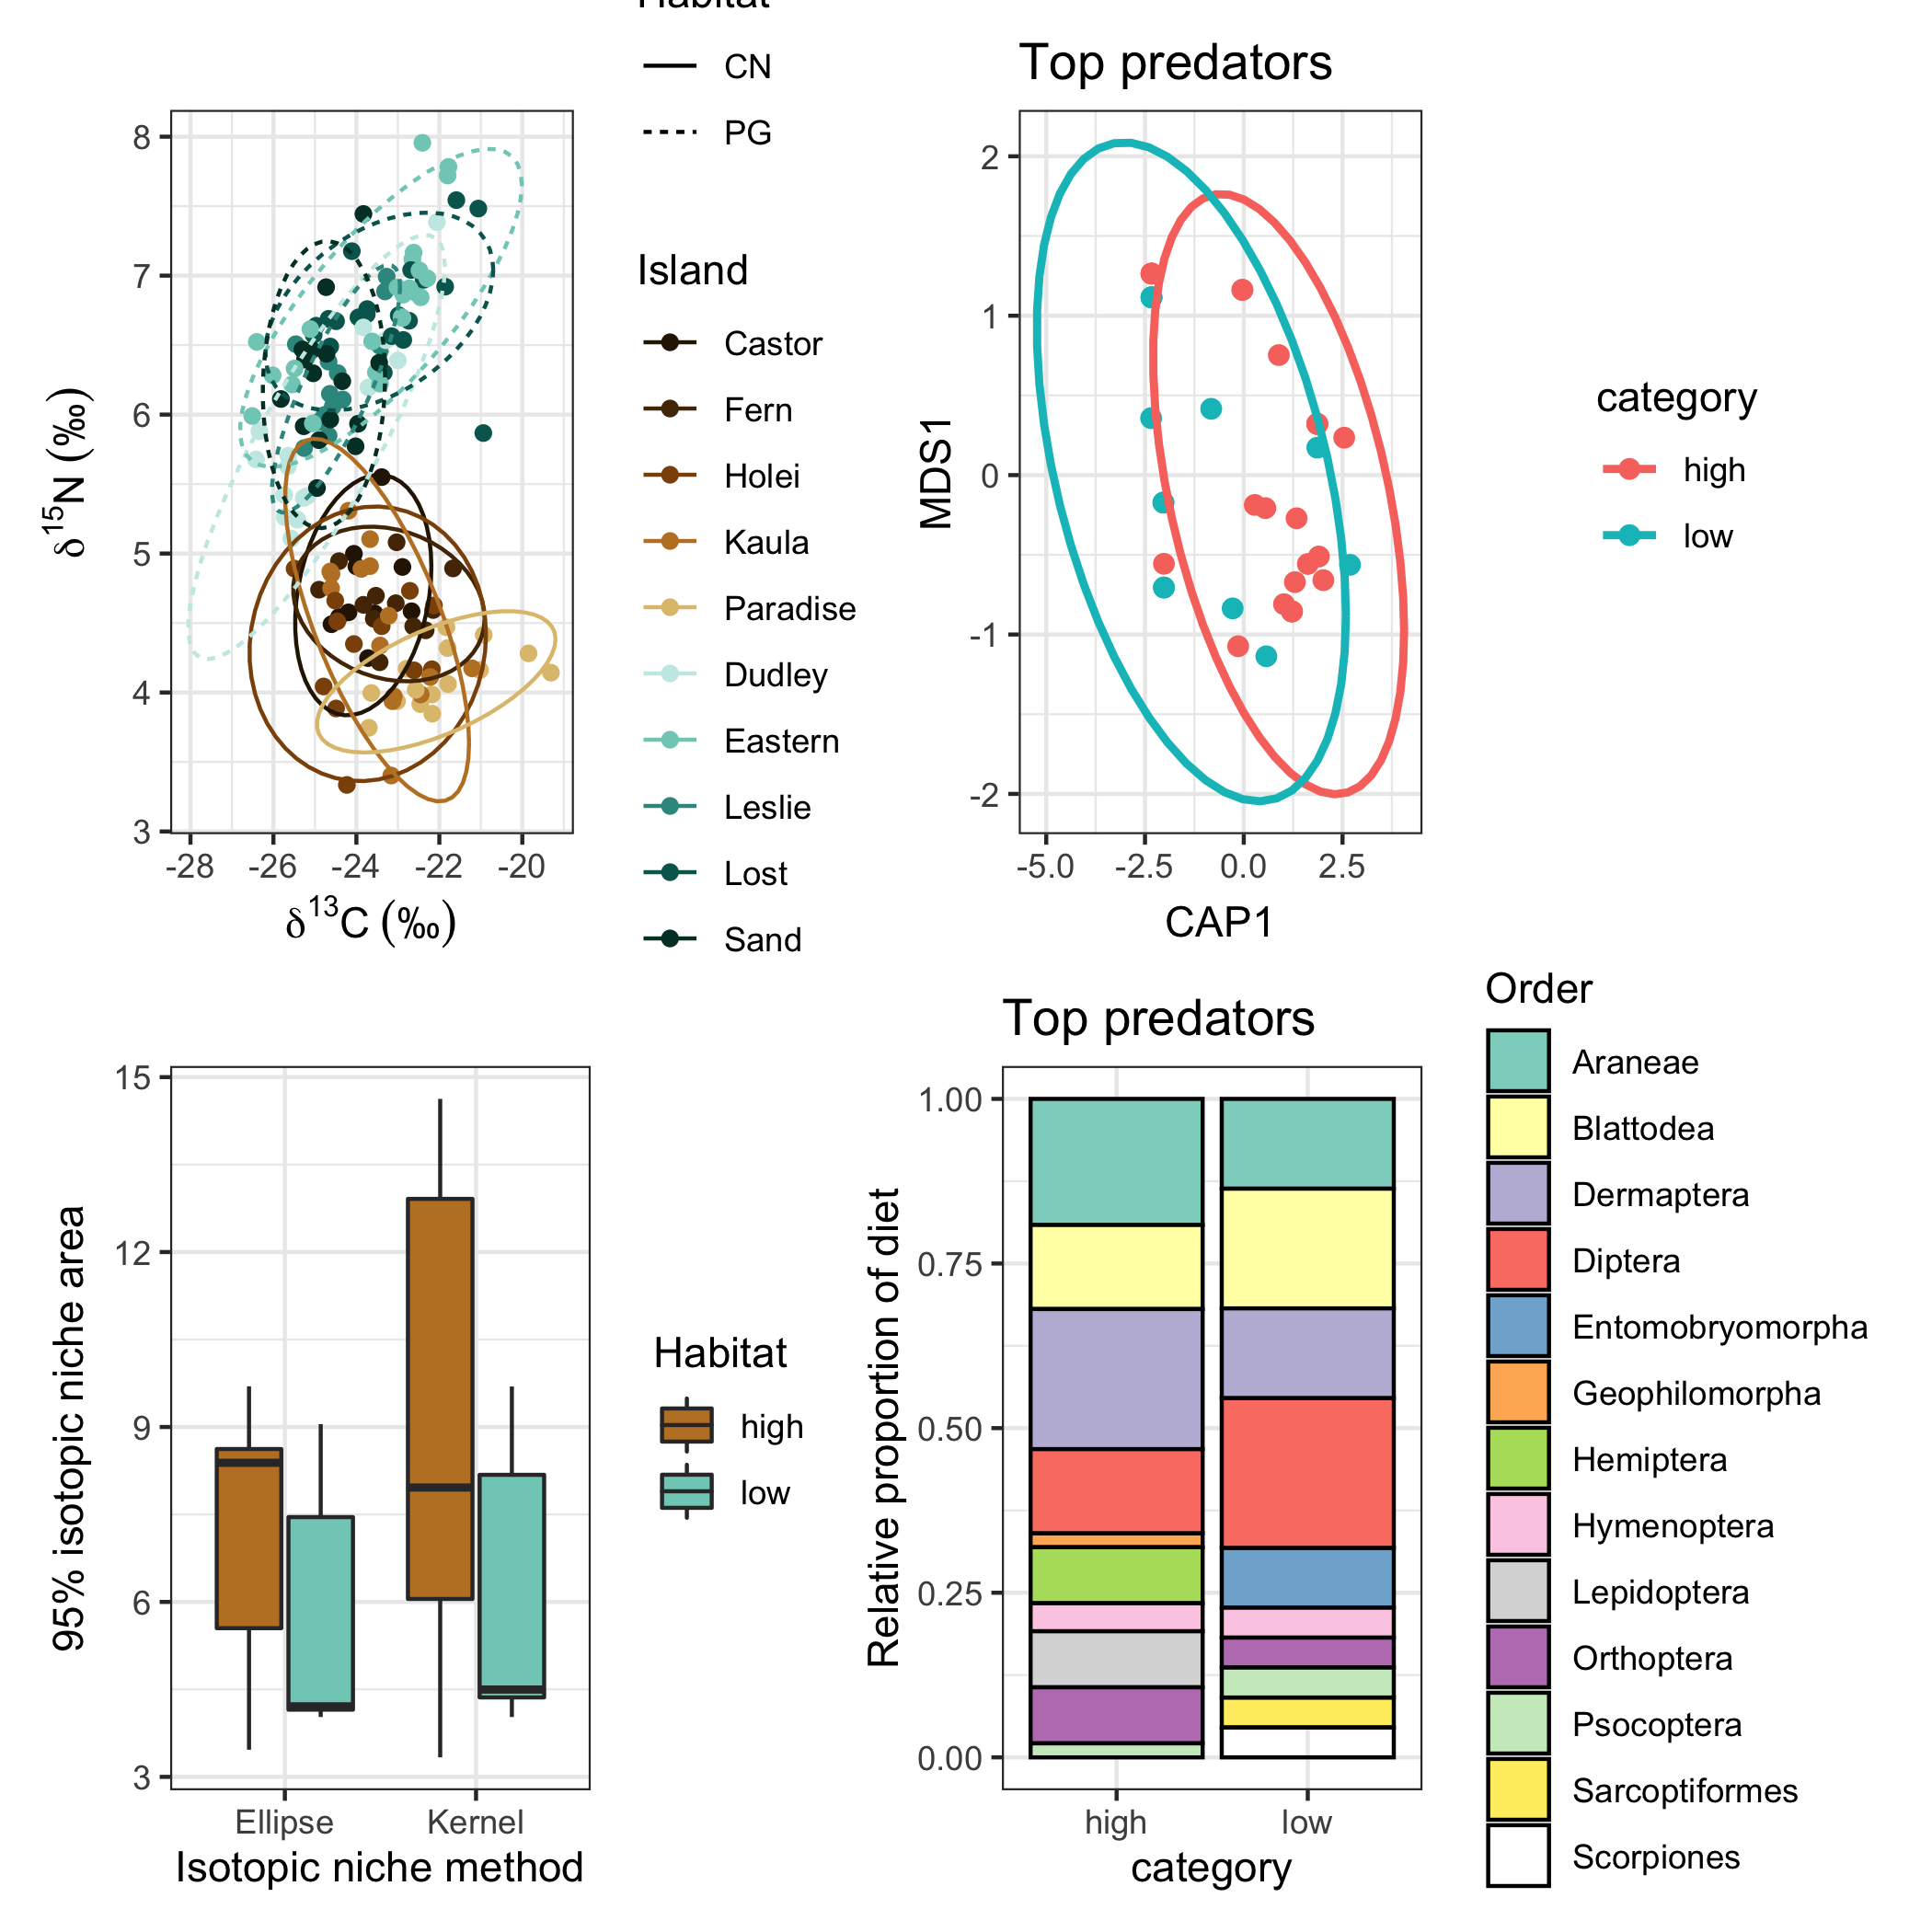 Habitat
CN
PG
8
7
6
5
4
3
-28 -26 -24 -22 -20
δ15N (‰)
δ13C (‰)
Island
Castor
Fern
Holei
Kaula
Paradise
Dudley
Eastern
Leslie
Lost
Sand
Top predators
2
1
0
-1
-2
-5.0 -2.5 0.0 2.5
MDS1
CAP1
category
high
low
15
12
9
6
3
95% isotopic niche area
Ellipse Kernel
Isotopic niche method
Habitat
high
low
Top predators
1.00
0.75
0.50
0.25
0.00
Relative proportion of diet
high low
category
Order
Araneae
Blattodea
Dermaptera
Diptera
Entomobryomorpha
Geophilomorpha
Hemiptera
Hymenoptera
Lepidoptera
Orthoptera
Psocoptera
Sarcoptiformes
Scorpiones